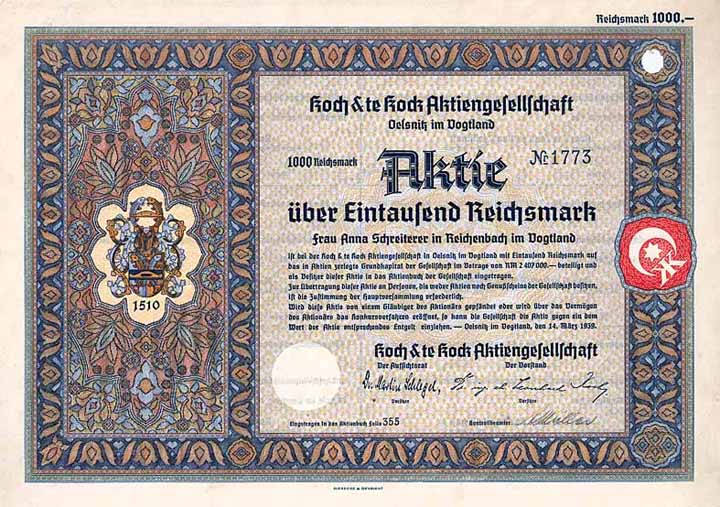 Reichsmark 1000.—
Koch & te Kock Aktiengesellschaft
Oelsnitz im Vogtland
1000 Reichsmark
Aktie
№ 1773
über Eintausend Reichsmark
Frau Anna Schreiterer in Reichenbach im Vogtland
ist bei der Koch & te Kock Aktiengesellschaft in Oelsnitz im Vogtland mit Eintausend Reichsmark auf
das in Aktien zerlegte Grundkapital der Gesellschaft im Betrage von RM 2 407 000.— beteiligt und
als Besitzer dieser Aktie in das Aktienbuch der Gesellschaft eingetragen.
Zur Übertragung dieser Aktie an Personen, die weder Aktien noch Genußscheine der Gesellschaft besitzen,
ist die Zustimmung der Hauptversammlung erforderlich.
Wird diese Aktie von einem Gläubiger des Aktionärs gepfändet oder wird über das Vermögen
des Aktionärs das Konkursverfahren eröffnet, so kann die Gesellschaft die Aktie gegen ein dem
Wert der Aktie entsprechendes Entgelt einziehen. — Oelsnitz im Vogtland, den 14. März 1939.
Koch & te Kock Aktiengesellschaft
Der Aufsichtsrat Der Vorstand
Dr. Martin Schlegel,
Vorsitzer Vorsitzer
Eingetragen in das Aktienbuch Folio 355
Kontrollbeamter
1510
GIESECKE & DEVRIENT